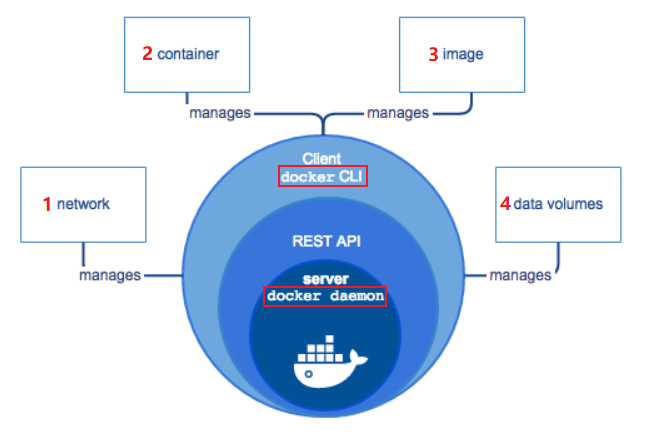 2 container
3 image
manages
manages
Client
docker CLI
1 network
4 data volumes
REST API
manages
manages
server
docker daemon